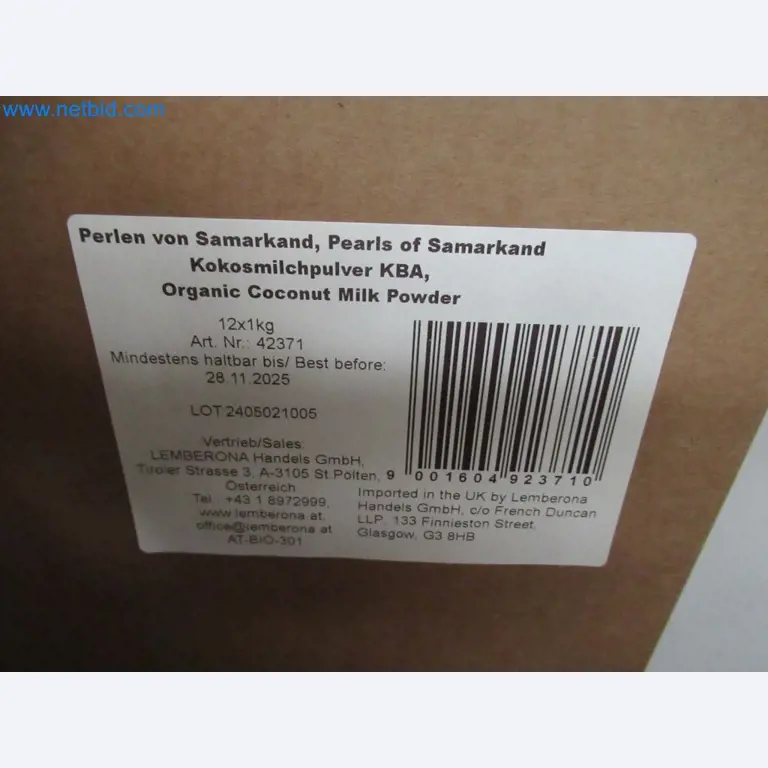 www.netbid.com
Perlen von Samarkand, Pearls of Samarkand
Kokosmilchpulver KBA,
Organic Coconut Milk Powder
12x1kg
Art. Nr.: 42371
Mindestens haltbar bis/ Best before:
28.11.2025
LOT 2405021005
Vertrieb/Sales:
LEMBERONA Handels GmbH,
Tiroler Strasse 3, A-3105 St.Pölten,
Österreich
Tel. +43 1 8972999,
www.lemberona.at,
office@lemberona.at
AT-BIO-301
9 001604 923710
Imported in the UK by Lemberona
Handels GmbH, c/o French Duncan
LLP, 133 Finnieston Street,
Glasgow, G3 8HB